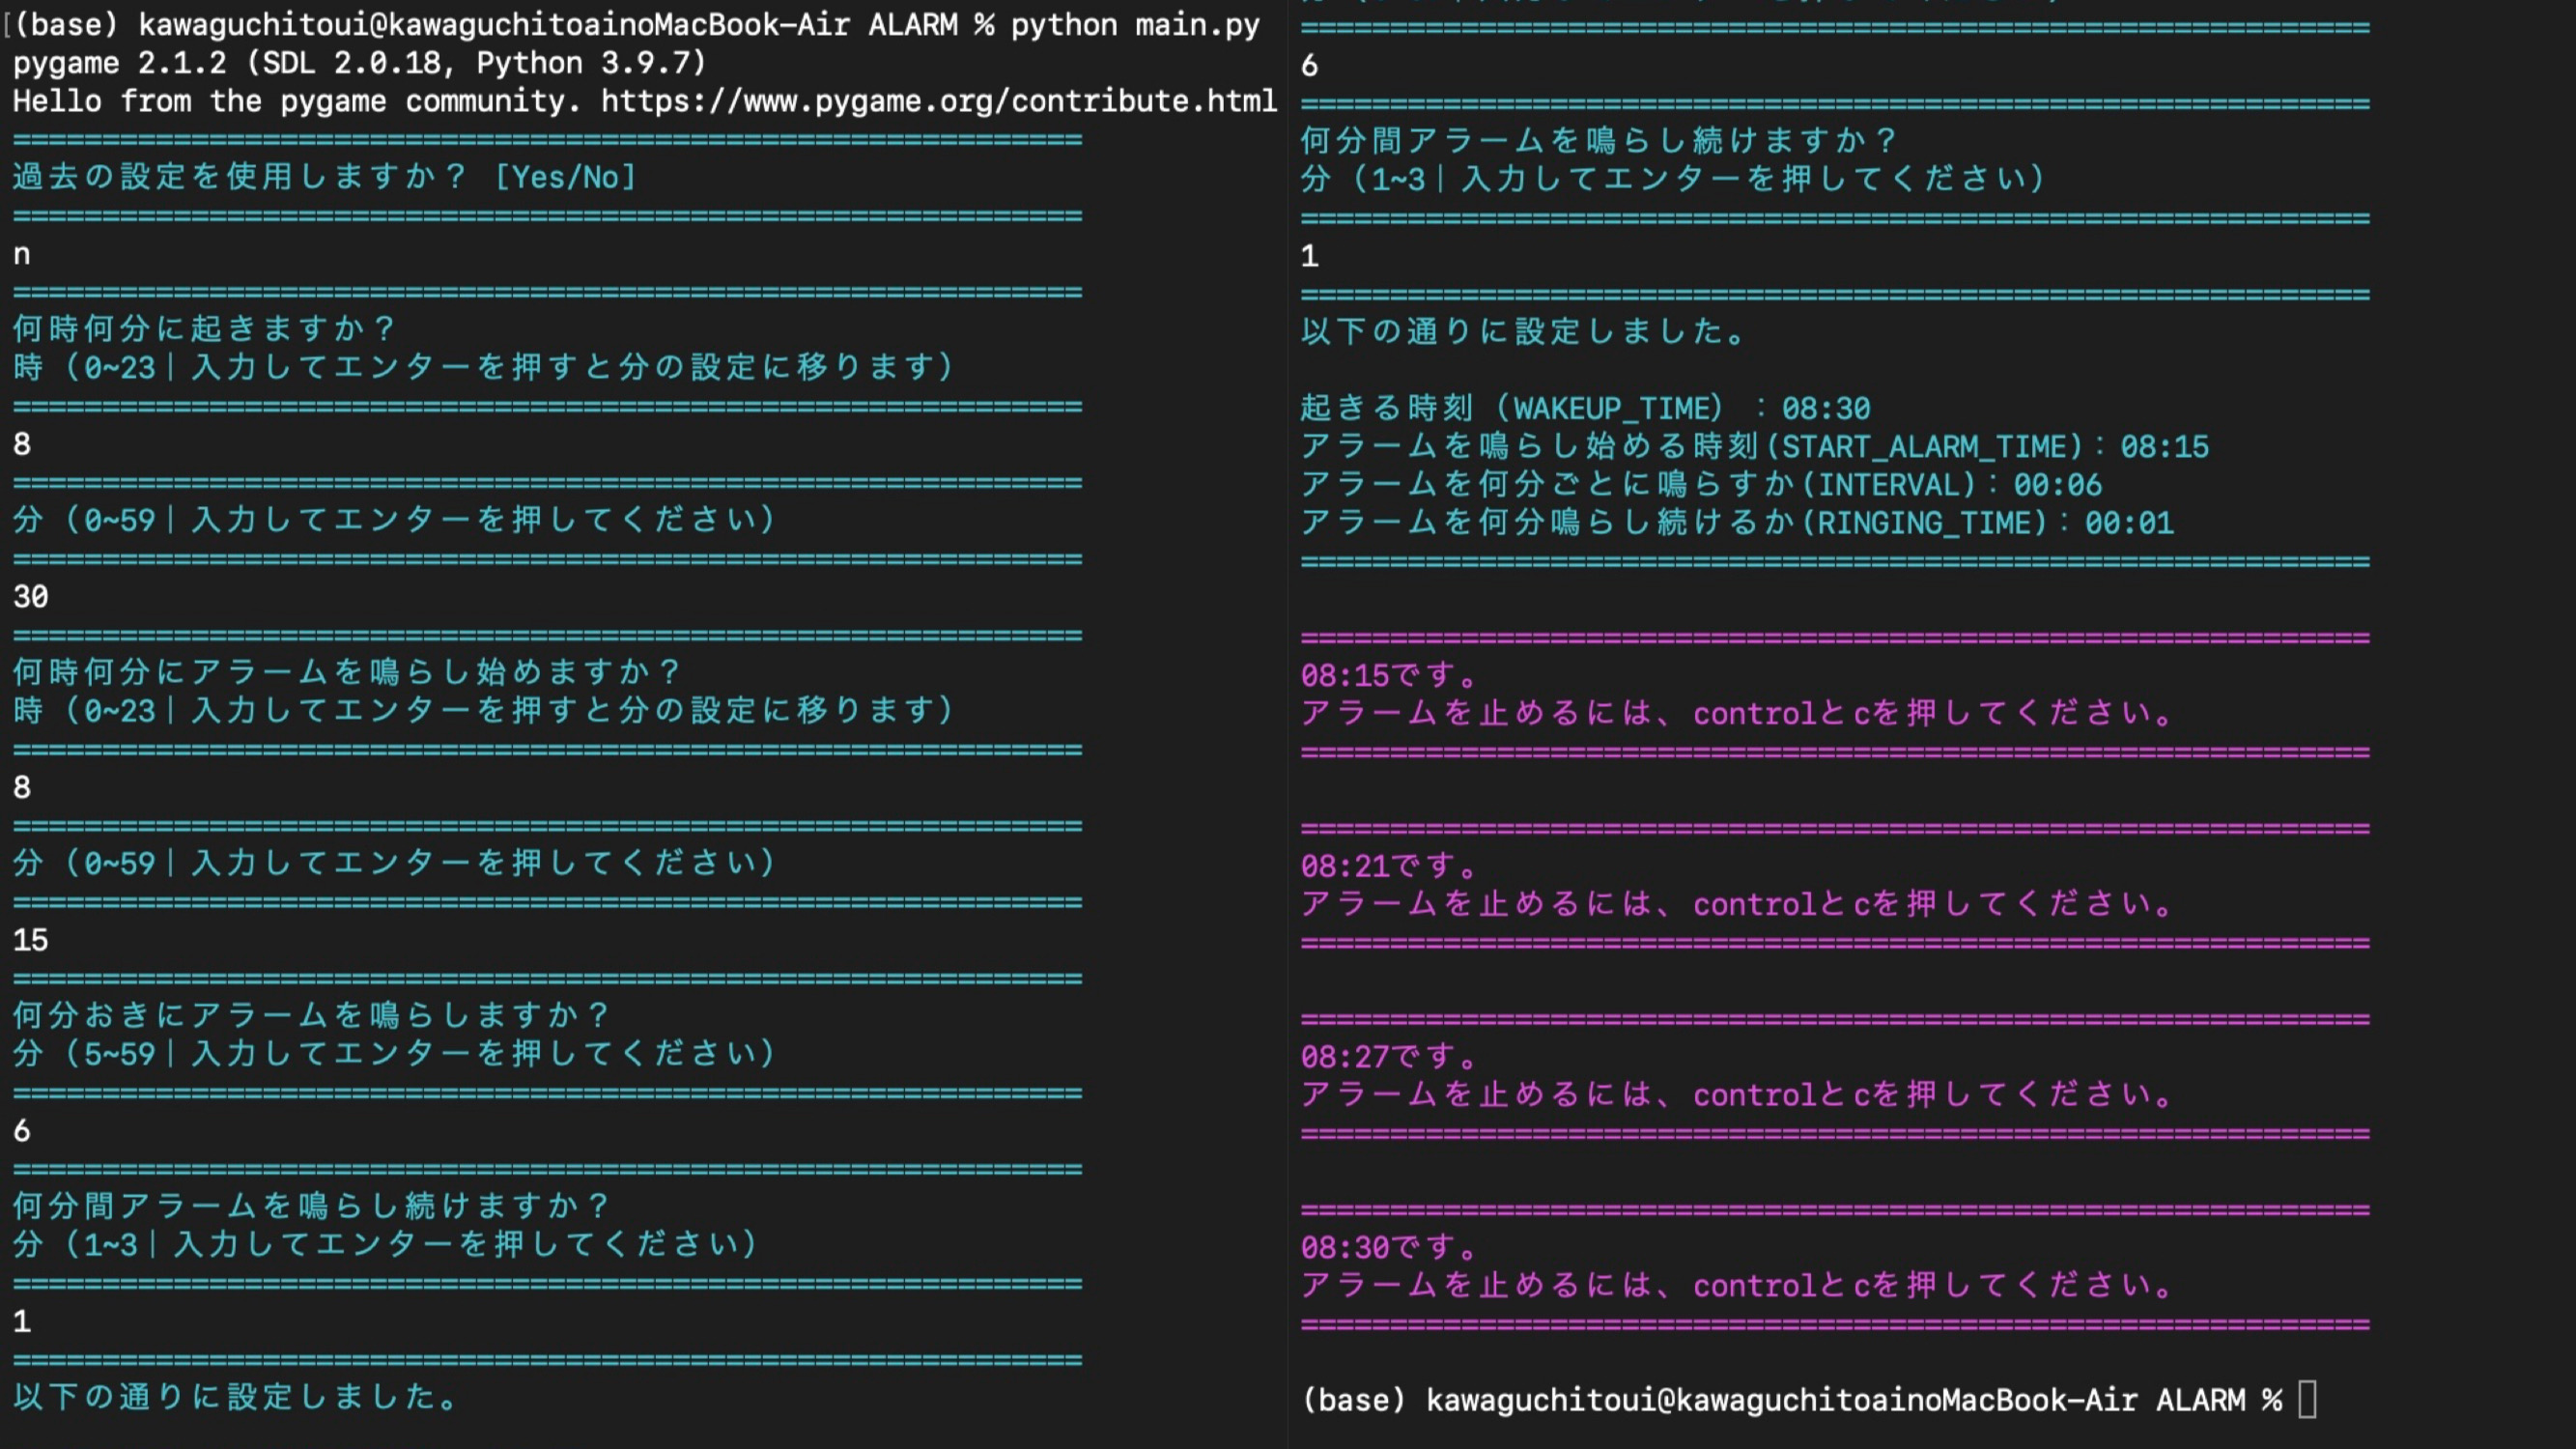 [(base) kawaguchitoui@kawaguchitoainoMacBook-Air ALARM % python main.py
pygame 2.1.2 (SDL 2.0.18, Python 3.9.7)
Hello from the pygame community. https://www.pygame.org/contribute.html
============================================================
過去の設定を使用しますか？ [Yes/No]
============================================================
n
============================================================
何時何分に起きますか？
時（0~23｜入力してエンターを押すと分の設定に移ります）
============================================================
8
============================================================
分（0~59｜入力してエンターを押してください）
============================================================
30
============================================================
何時何分にアラームを鳴らし始めますか？
時（0~23｜入力してエンターを押すと分の設定に移ります）
============================================================
8
============================================================
分（0~59｜入力してエンターを押してください）
============================================================
15
============================================================
何分おきにアラームを鳴らしますか？
分（5~59｜入力してエンターを押してください）
============================================================
6
============================================================
何分間アラームを鳴らし続けますか？
分（1~3｜入力してエンターを押してください）
============================================================
1
============================================================
以下の通りに設定しました。
============================================================
6
============================================================
何分間アラームを鳴らし続けますか？
分（1~3｜入力してエンターを押してください）
============================================================
1
============================================================
以下の通りに設定しました。
起きる時刻（WAKEUP_TIME）：08:30
アラームを鳴らし始める時刻(START_ALARM_TIME)：08:15
アラームを何分ごとに鳴らすか(INTERVAL)：00:06
アラームを何分鳴らし続けるか(RINGING_TIME)：00:01
============================================================
============================================================
08:15です。
アラームを止めるには、controlとcを押してください。
============================================================
============================================================
08:21です。
アラームを止めるには、controlとcを押してください。
============================================================
============================================================
08:27です。
アラームを止めるには、controlとcを押してください。
============================================================
============================================================
08:30です。
アラームを止めるには、controlとcを押してください。
============================================================
(base) kawaguchitoui@kawaguchitoainoMacBook-Air ALARM %